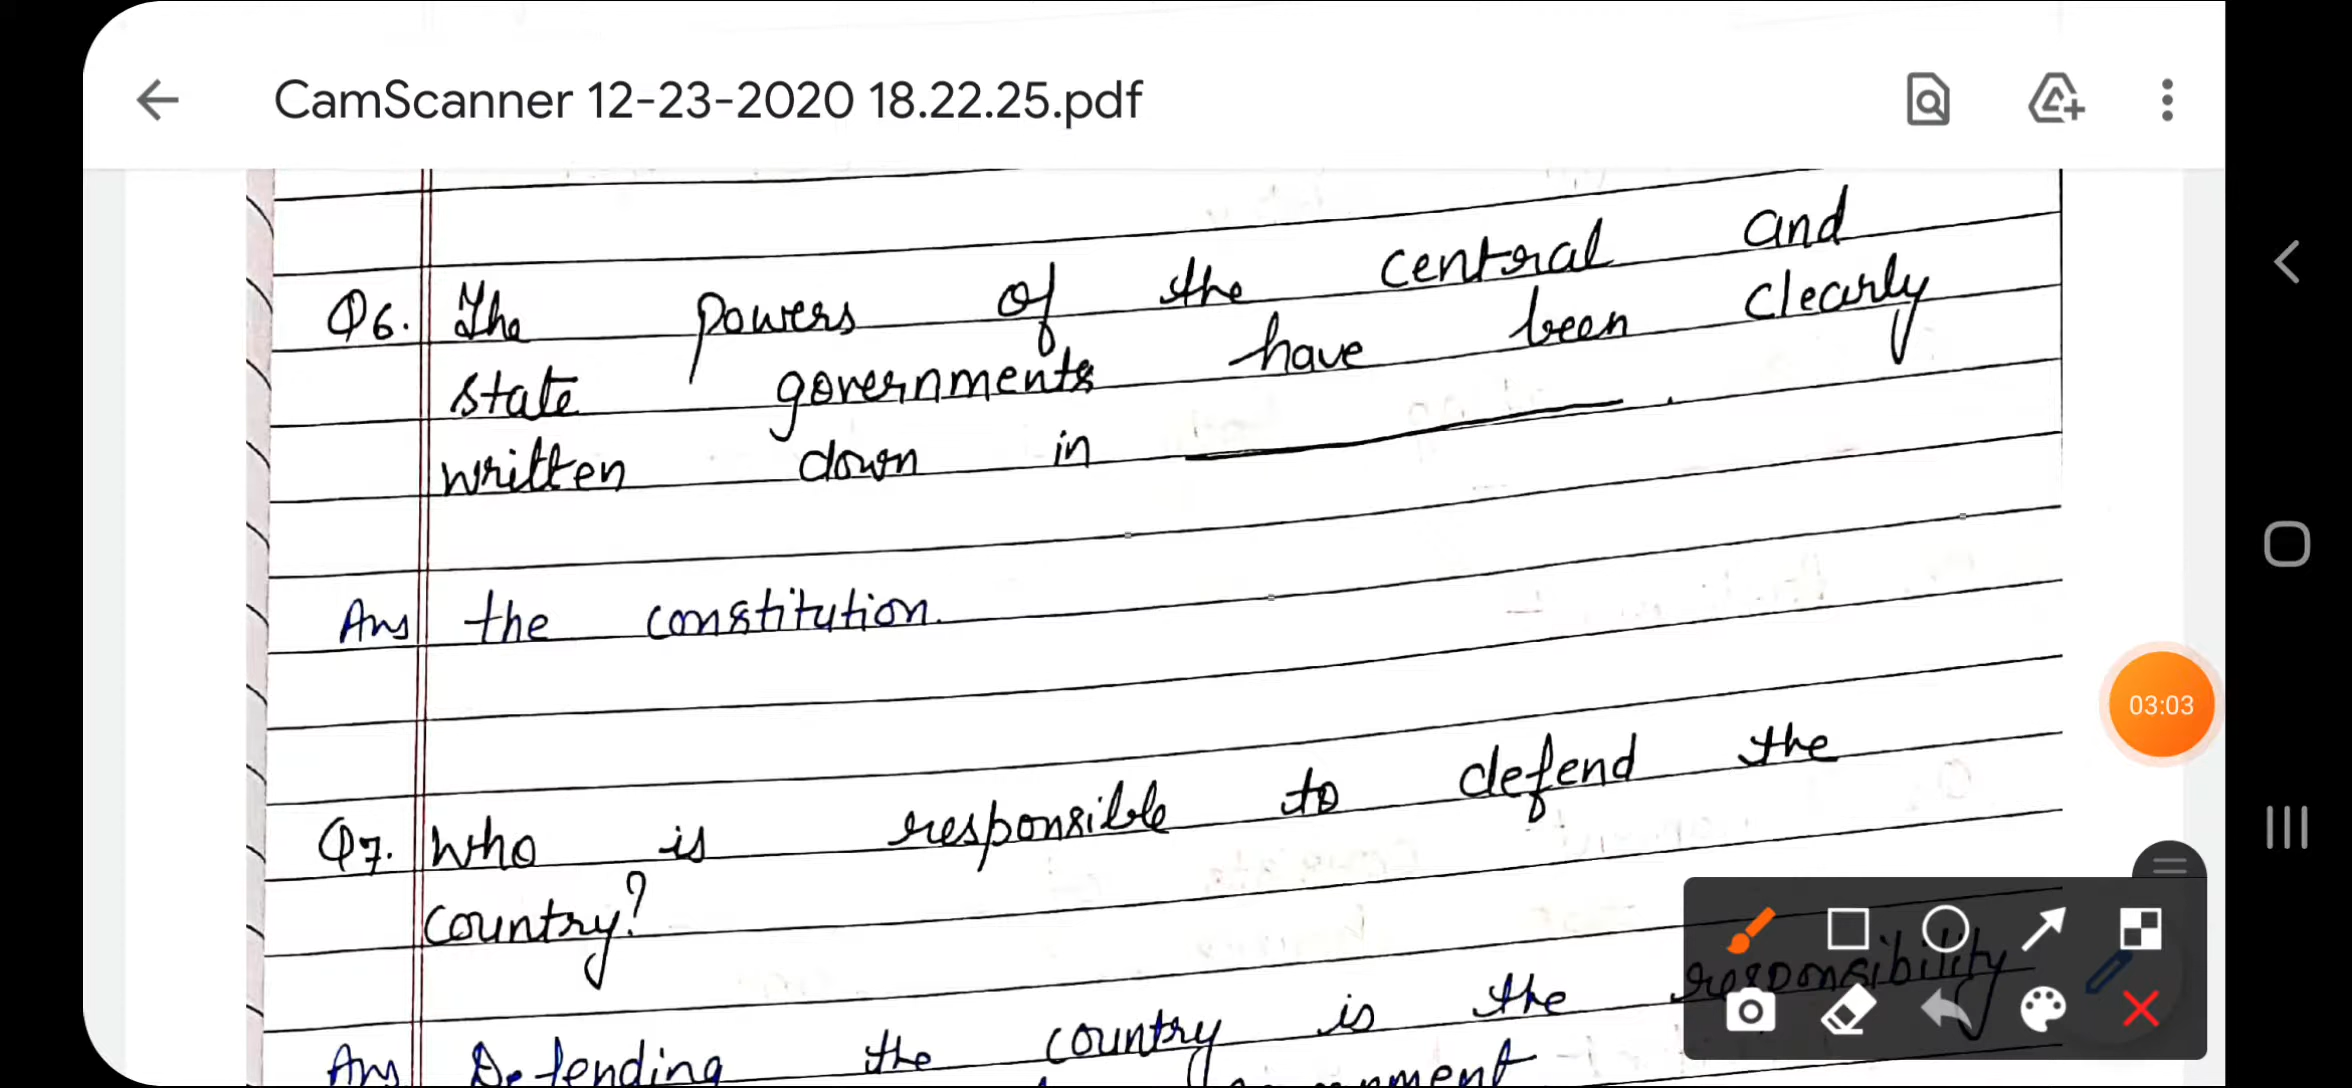 CamScanner 12-23-2020 18.22.25.pdf
Q6. The powers of the central and
state governments have been clearly
written down in ______.
Ans the constitution.
03:03
Q7. Who is responsible to defend the
country?
Ans Defending the country is the responsibility